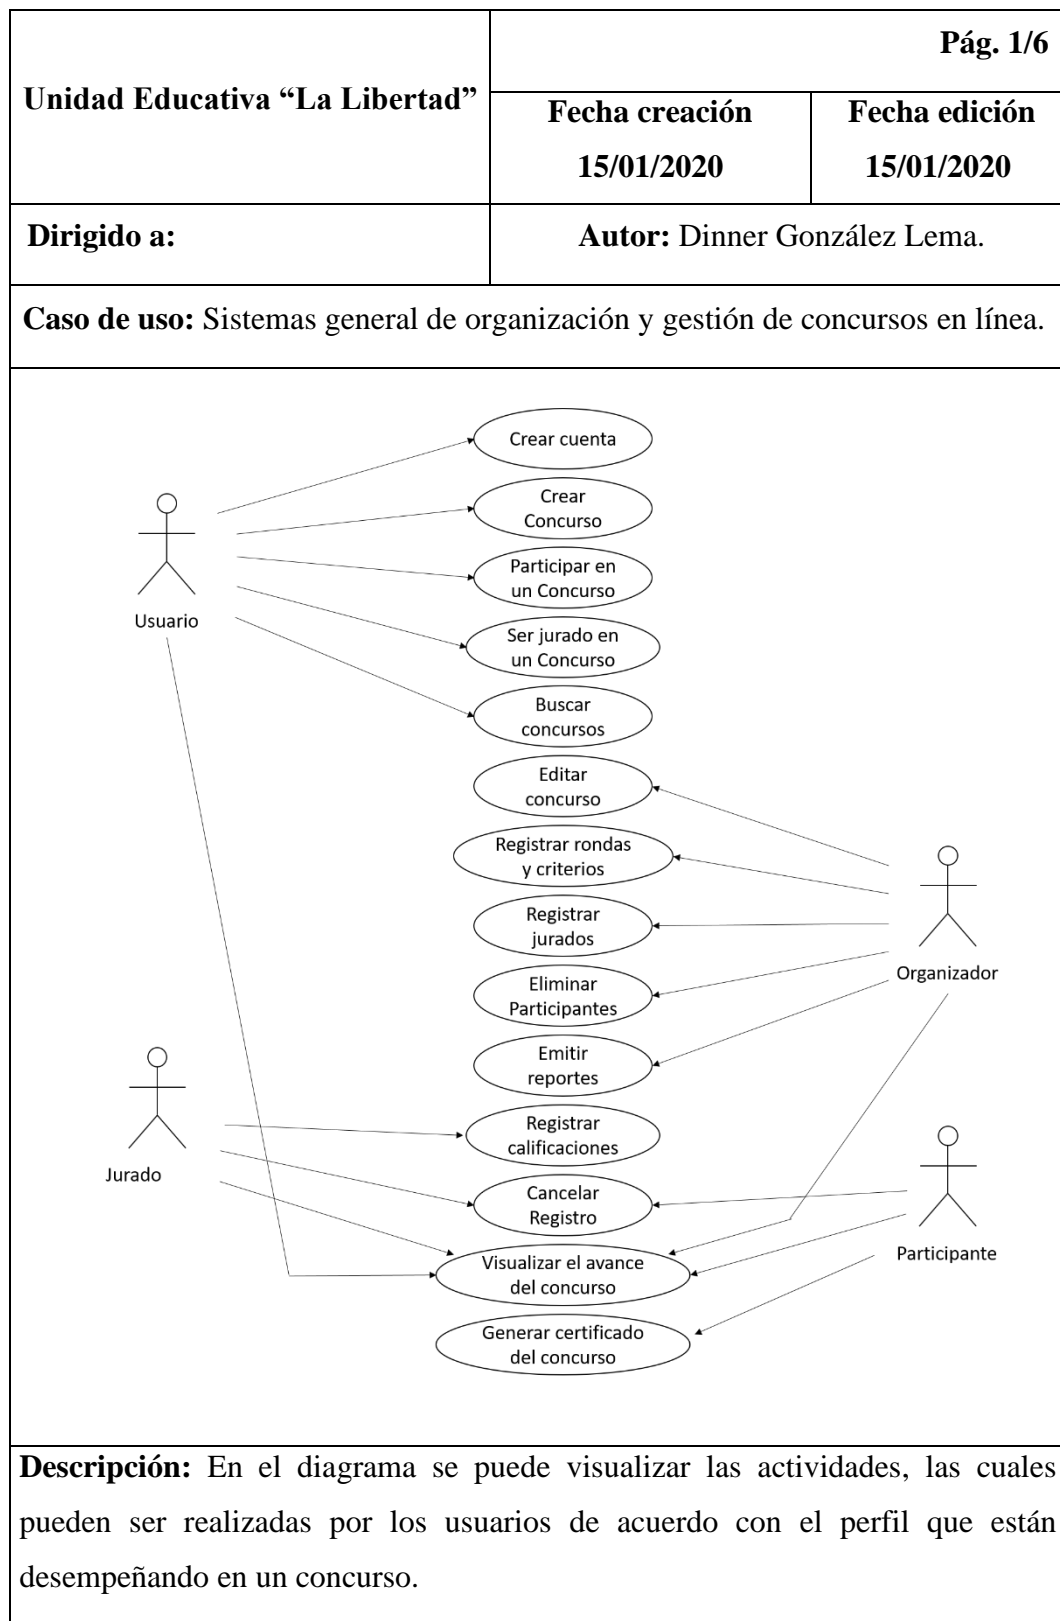 Pág. 1/6
Unidad Educativa “La Libertad”
Fecha creación
15/01/2020
Fecha edición
15/01/2020
Dirigido a:
Autor: Dinner González Lema.
Caso de uso: Sistemas general de organización y gestión de concursos en línea.
Crear cuenta
Crear
Concurso
Participar en
un Concurso
Usuario
Ser jurado en
un Concurso
Buscar
concursos
Editar
concurso
Registrar rondas
y criterios
Registrar
jurados
Organizador
Eliminar
Participantes
Emitir
reportes
Registrar
calificaciones
Jurado
Cancelar
Registro
Participante
Visualizar el avance
del concurso
Generar certificado
del concurso
Descripción: En el diagrama se puede visualizar las actividades, las cuales
pueden ser realizadas por los usuarios de acuerdo con el perfil que están
desempeñando en un concurso.